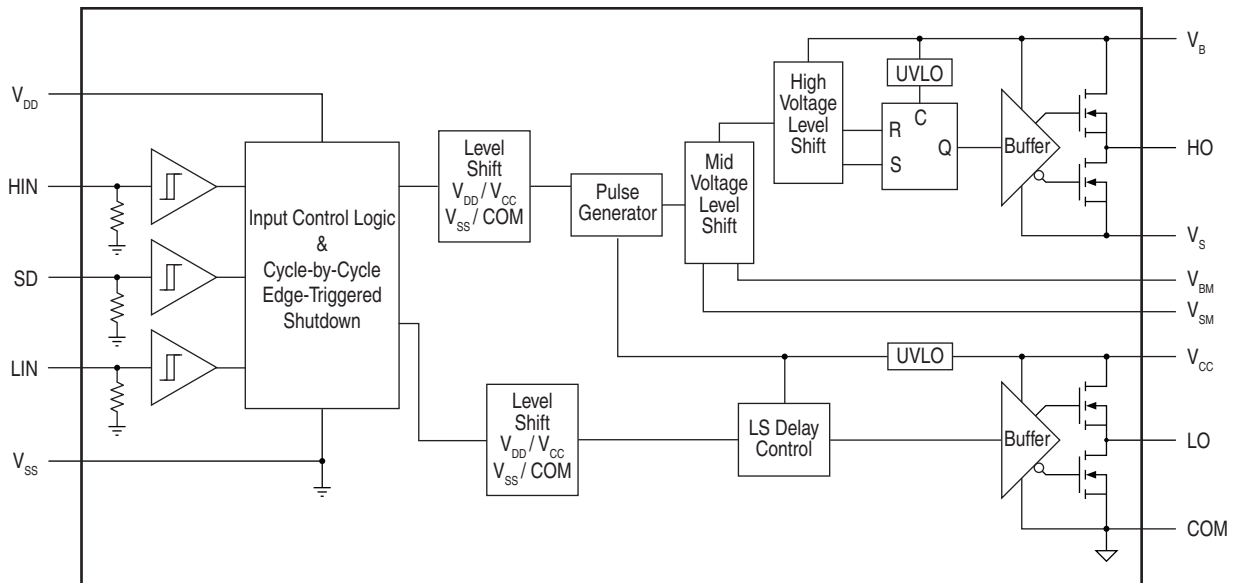 V_DD
HIN
SD
LIN
V_SS
Input Control Logic
&
Cycle-by-Cycle
Edge-Triggered
Shutdown
Level
Shift
V_DD / V_CC
V_SS / COM
Pulse
Generator
Mid
Voltage
Level
Shift
High
Voltage
Level
Shift
UVLO
C
R
S
Q
Buffer
V_B
HO
V_S
V_BM
V_SM
Level
Shift
V_DD / V_CC
V_SS / COM
LS Delay
Control
UVLO
Buffer
V_CC
LO
COM